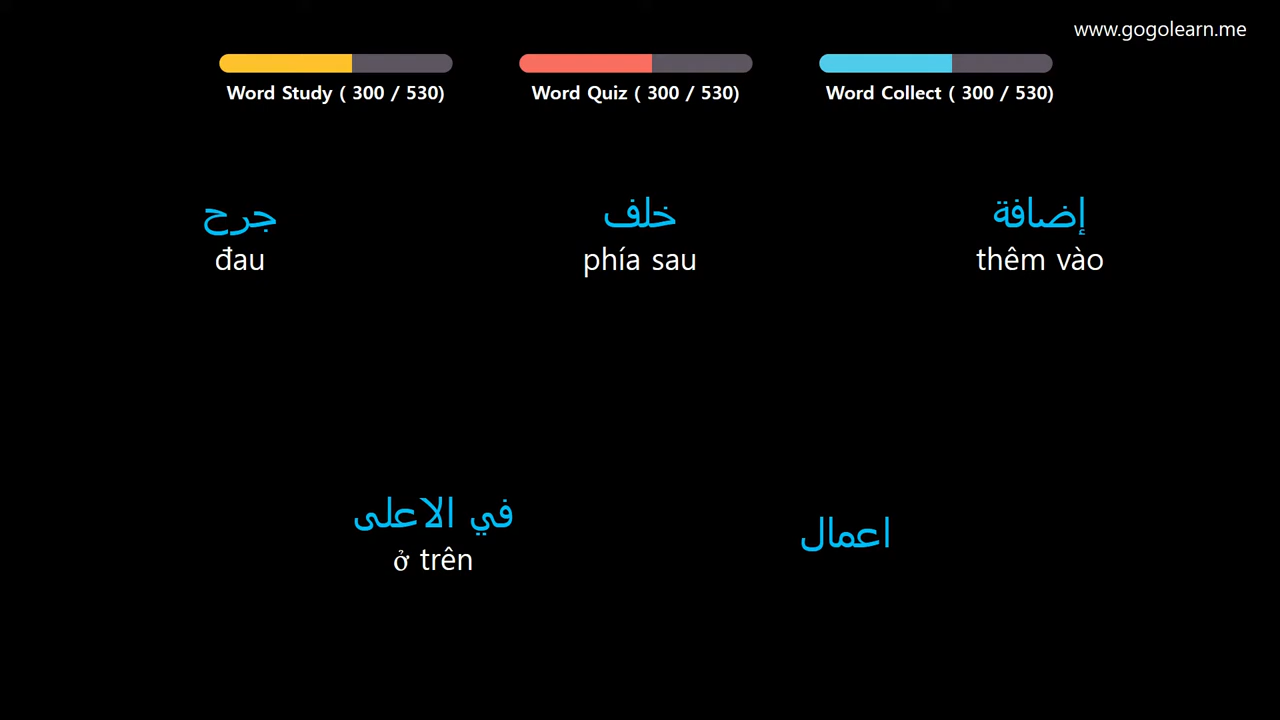 www.gogolearn.me
Word Study ( 300 / 530)
Word Quiz ( 300 / 530)
Word Collect ( 300 / 530)
جرح
đau
خلف
phía sau
إضافة
thêm vào
في الاعلى
ở trên
اعمال